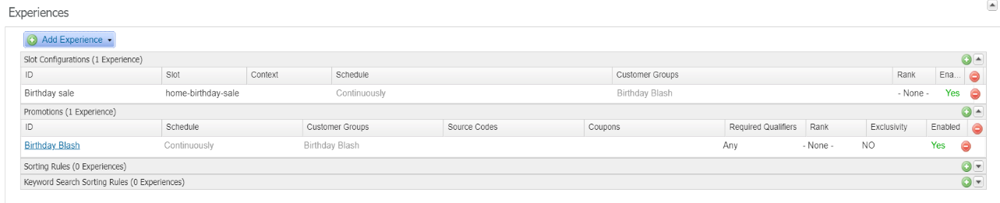 Experiences
Add Experience
Slot Configurations (1 Experience)
ID Slot Context Schedule Customer Groups Rank Ena...
Birthday sale home-birthday-sale Continuously Birthday Blash - None - Yes
Promotions (1 Experience)
ID Schedule Customer Groups Source Codes Coupons Required Qualifiers Rank Exclusivity Enabled
Birthday Blash Continuously Birthday Blash Any - None - NO Yes
Sorting Rules (0 Experiences)
Keyword Search Sorting Rules (0 Experiences)